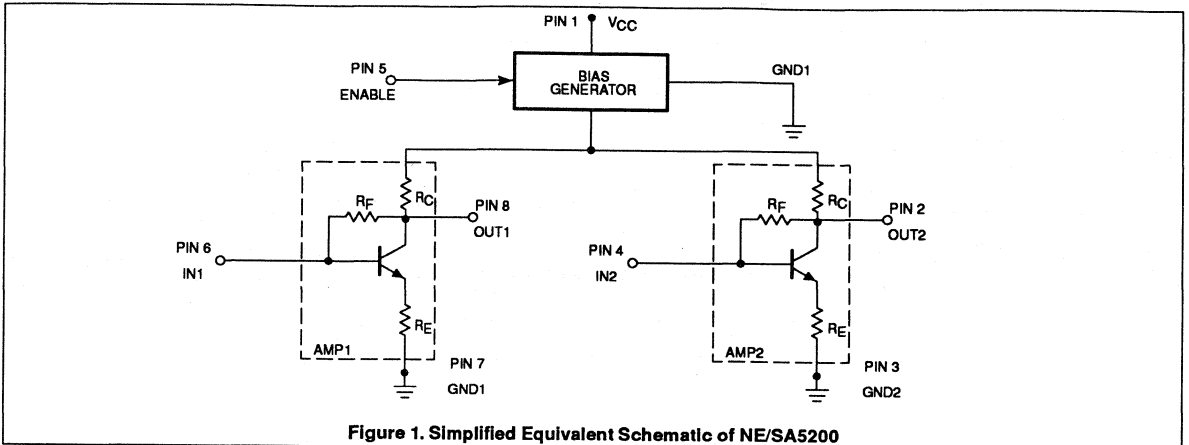 PIN 1 VCC
PIN 5
ENABLE
BIAS
GENERATOR
GND1
RF
RC
PIN 8
OUT1
PIN 6
IN1
RE
AMP1
PIN 7
GND1
RF
RC
PIN 2
OUT2
PIN 4
IN2
RE
AMP2
PIN 3
GND2
Figure 1. Simplified Equivalent Schematic of NE/SA5200